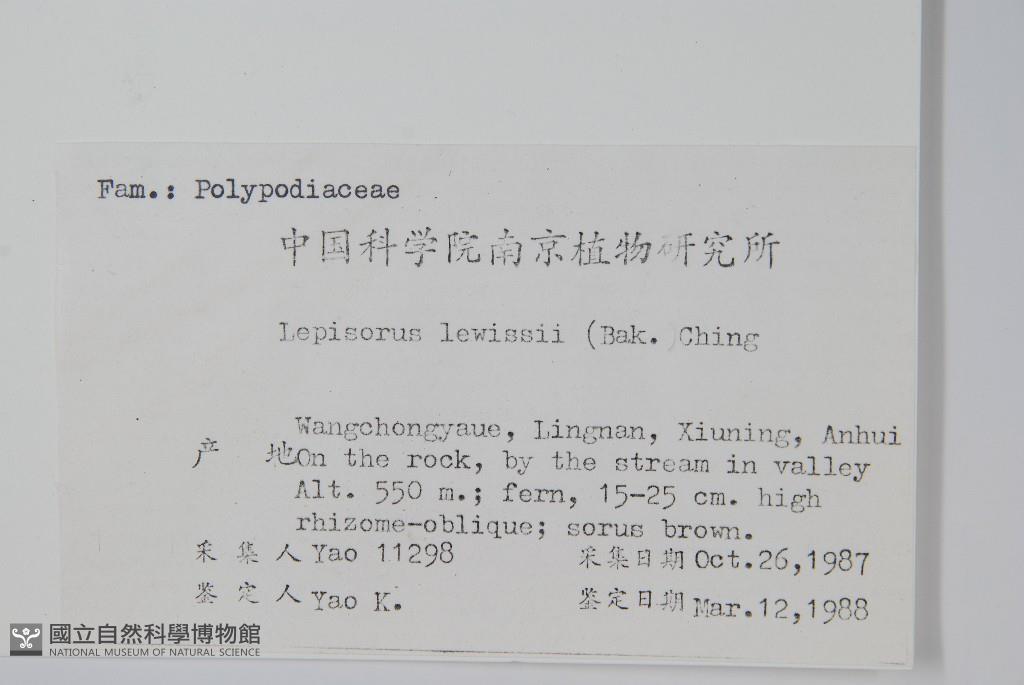 Fam.: Polypodiaceae
中国科学院南京植物研究所
Lepisorus lewissii (Bak. )Ching
Wangchongyaue, Lingnan, Xiuning, Anhui
产 地On the rock, by the stream in valley
Alt. 550 m.; fern, 15-25 cm. high
rhizome-oblique; sorus brown.
采 集 人 Yao 11298 采集日期 Oct.26,1987
鉴 定 人 Yao K. 鉴定日期 Mar.12,1988
國立自然科學博物館
NATIONAL MUSEUM OF NATURAL SCIENCE